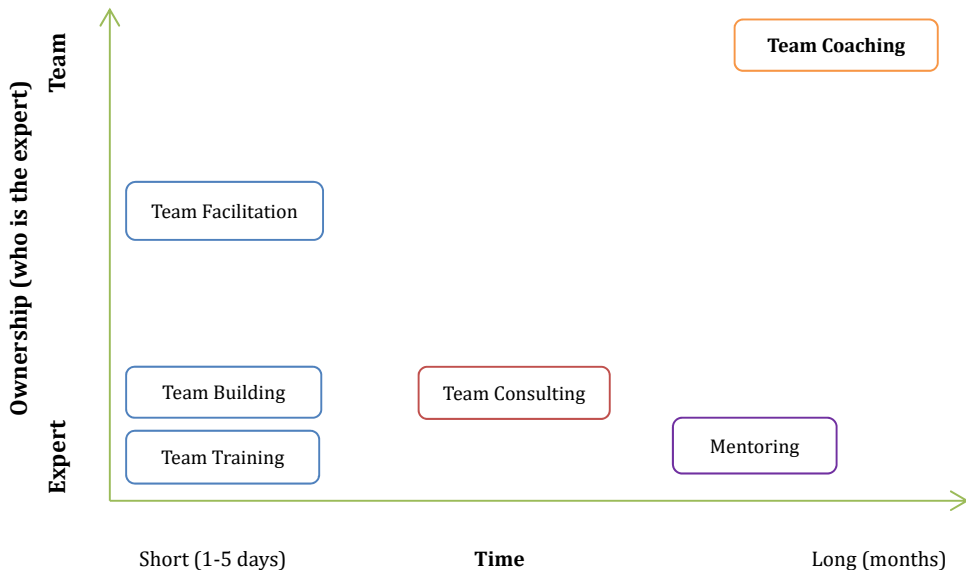 Team
Ownership (who is the expert)
Expert
Team Coaching
Team Facilitation
Team Building
Team Consulting
Team Training
Mentoring
Short (1-5 days)
Time
Long (months)